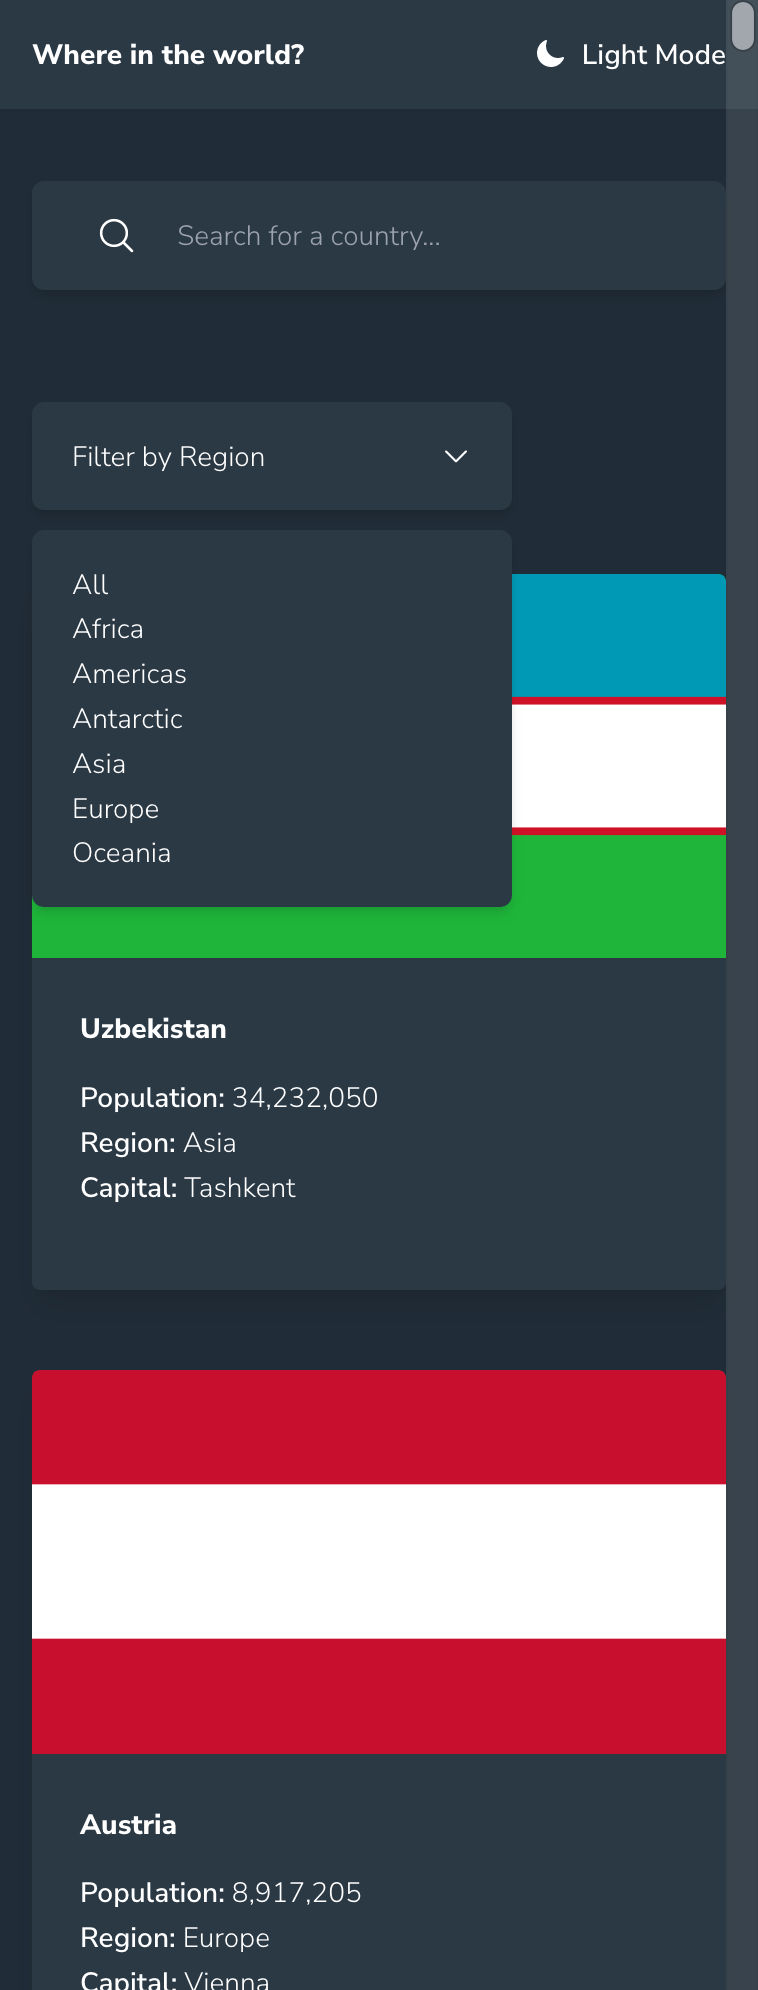 Where in the world?
Light Mode
Search for a country...
Filter by Region
All
Africa
Americas
Antarctic
Asia
Europe
Oceania
Uzbekistan
Population: 34,232,050
Region: Asia
Capital: Tashkent
Austria
Population: 8,917,205
Region: Europe
Capital: Vienna